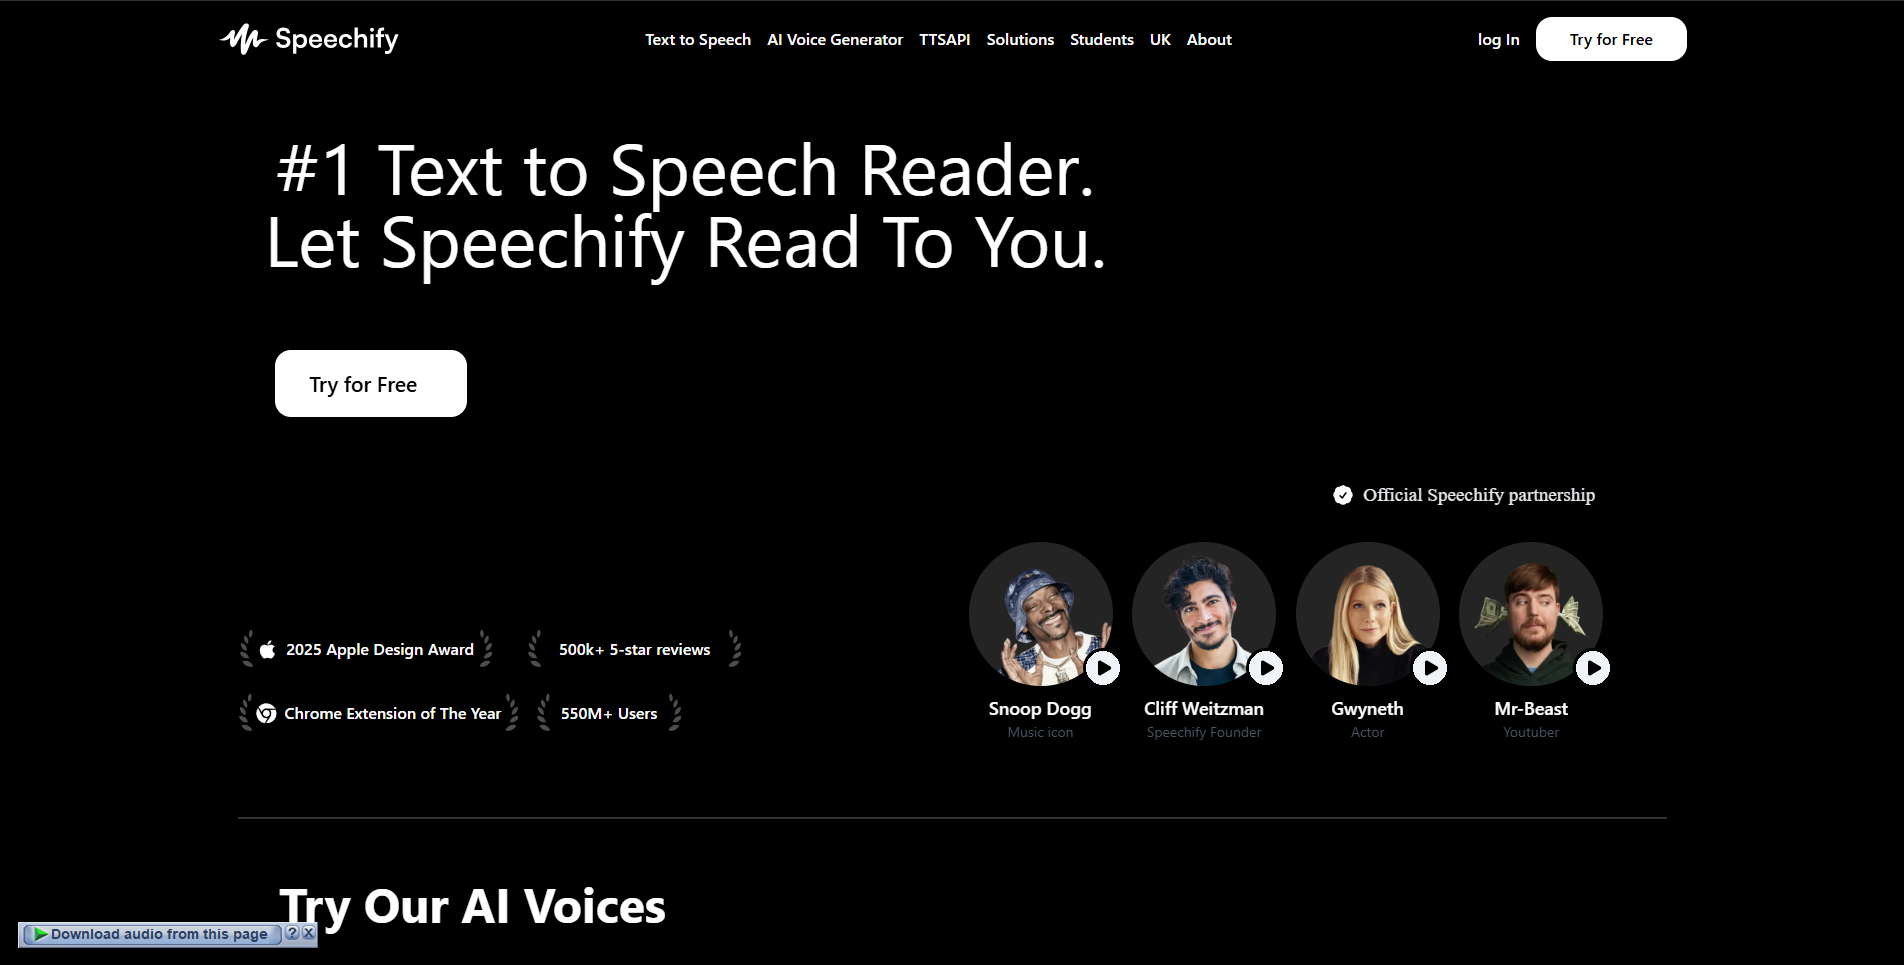 Speechify
Text to Speech AI Voice Generator TTSAPI Solutions Students UK About
log In Try for Free
#1 Text to Speech Reader.
Let Speechify Read To You.
Try for Free
Official Speechify partnership
2025 Apple Design Award
500k+ 5-star reviews
Chrome Extension of The Year
550M+ Users
Snoop Dogg
Music icon
Cliff Weitzman
Speechify Founder
Gwyneth
Actor
Mr-Beast
Youtuber
Try Our AI Voices
Download audio from this page ? X